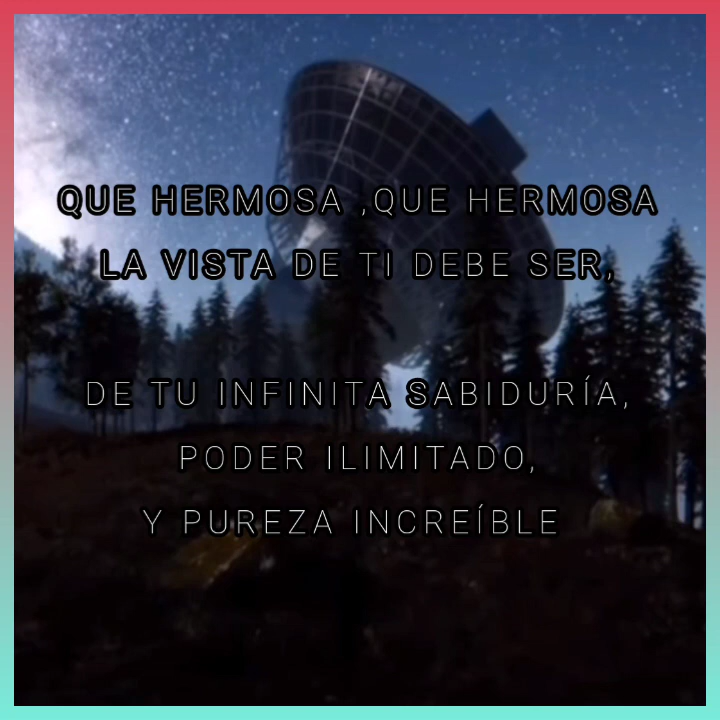 QUE HERMOSA ,QUE HERMOSA
LA VISTA DE TI DEBE SER,
DE TU INFINITA SABIDURÍA,
PODER ILIMITADO,
Y PUREZA INCREÍBLE